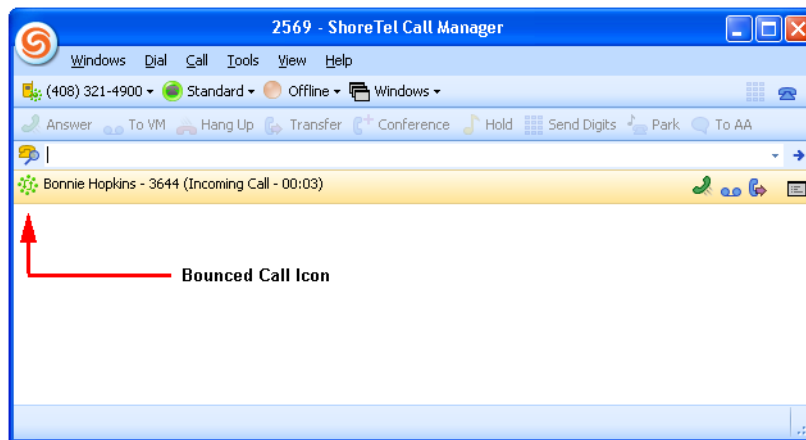 2569 - ShoreTel Call Manager
Windows Dial Call Tools View Help
(408) 321-4900 Standard Offline Windows
Answer To VM Hang Up Transfer Conference Hold Send Digits Park To AA
Bonnie Hopkins - 3644 (Incoming Call - 00:03)
Bounced Call Icon